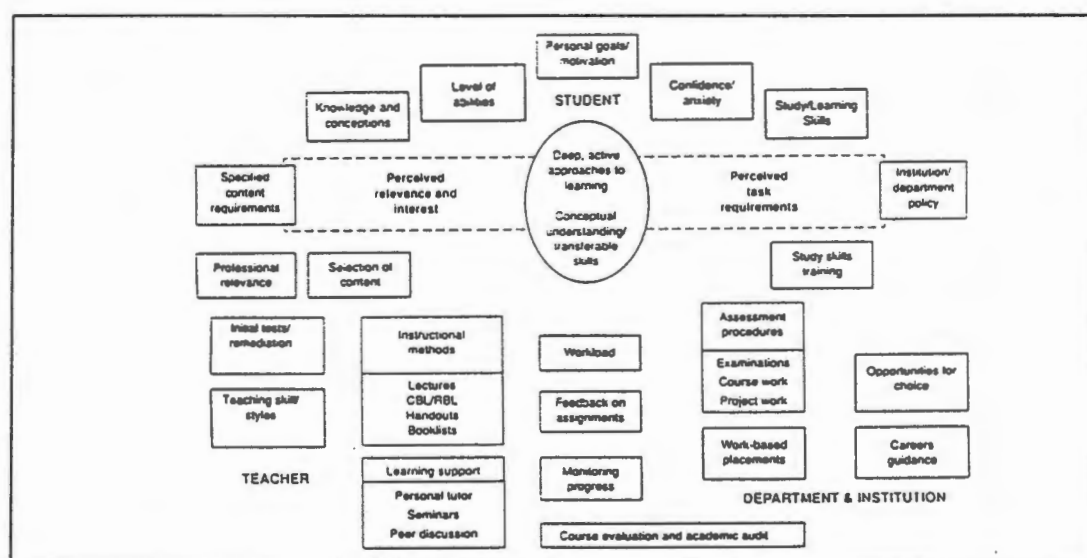 Personal goals/
motivation
Level of
abilities
Confidence/
anxiety
Knowledge and
conceptions
STUDENT
Study/Learning
Skills
Specified
content
requirements
Perceived
relevance and
interest
Deep, active
approaches to
learning
Conceptual
understanding/
transferable
skills
Perceived
task
requirements
Institution/
department
policy
Professional
relevance
Selection of
content
Study skills
training
Initial tests/
remediation
Instructional
methods
Lectures
CBL/RBL
Handouts
Booklists
Workload
Assessment
procedures
Examinations
Course work
Project work
Opportunities for
choice
Teaching skill/
styles
Feedback on
assignments
Work-based
placements
Careers
guidance
TEACHER
Learning support
Personal tutor
Seminars
Peer discussion
Monitoring
progress
DEPARTMENT & INSTITUTION
Course evaluation and academic audit